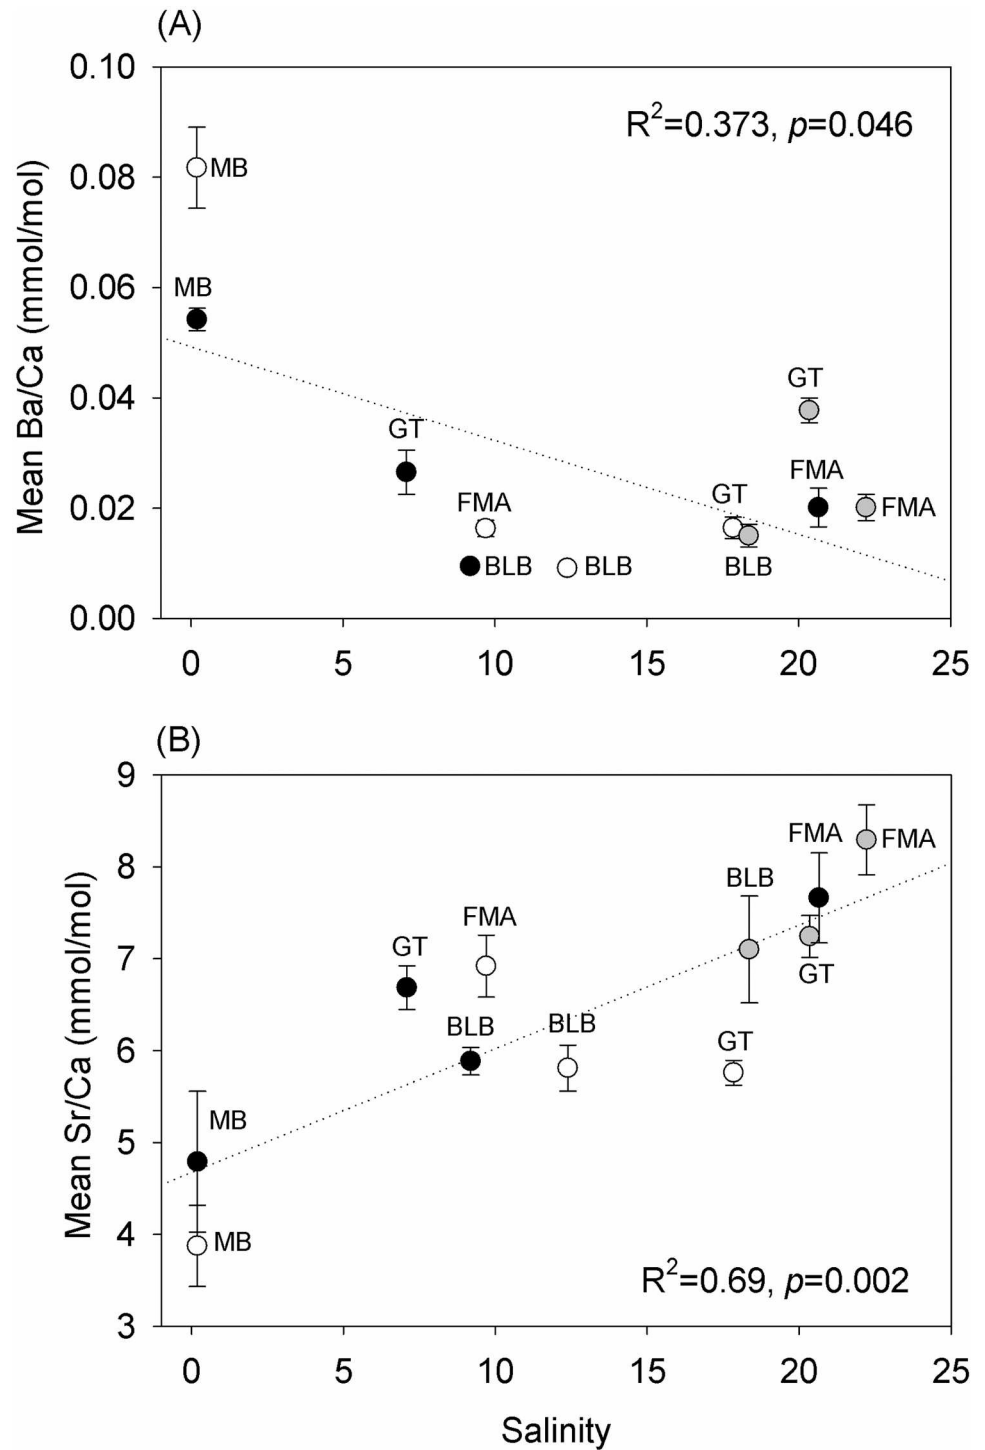 (A)
0.10
R²=0.373, p=0.046
0.08
MB
0.06
MB
0.04
GT
GT
FMA
0.02
FMA
GT
FMA
BLB
BLB
BLB
0.00
0 5 10 15 20 25
Mean Ba/Ca (mmol/mol)
(B)
9
FMA
FMA
8
BLB
FMA
7
GT
GT
BLB
BLB
GT
6
5
MB
4
MB
R²=0.69, p=0.002
3
0 5 10 15 20 25
Mean Sr/Ca (mmol/mol)
Salinity